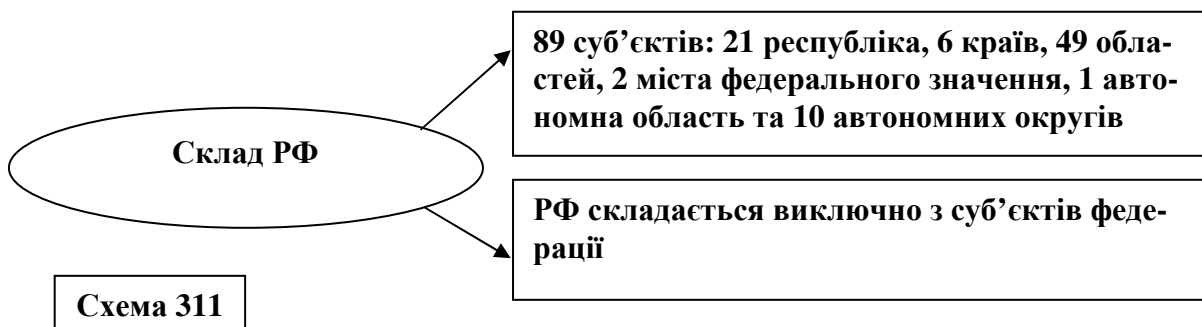 89 суб’єктів: 21 республіка, 6 країв, 49 обла-
стей, 2 міста федерального значення, 1 авто-
номна область та 10 автономних округів
Склад РФ
РФ складається виключно з суб’єктів феде-
рації
Схема 311